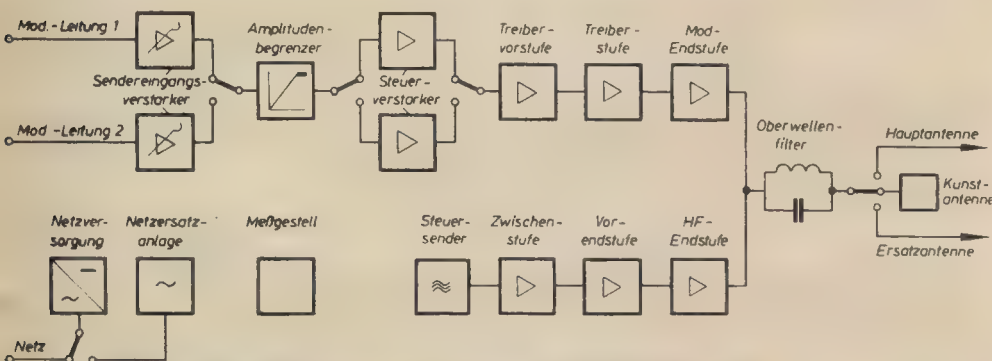 Mod.-Leitung 1
Sendereingangs-
verstärker
Mod.-Leitung 2
Amplituden-
begrenzer
Steuer-
verstärker
Treiber-
vorstufe
Treiber-
stufe
Mod-
Endstufe
Oberwellen-
filter
Hauptantenne
Kunst-
antenne
Ersatzantenne
Netzver-
sorgung
Netzersatz-
anlage
Meßgestell
Steuer-
sender
Zwischen-
stufe
Vor-
endstufe
HF-
Endstufe
Netz